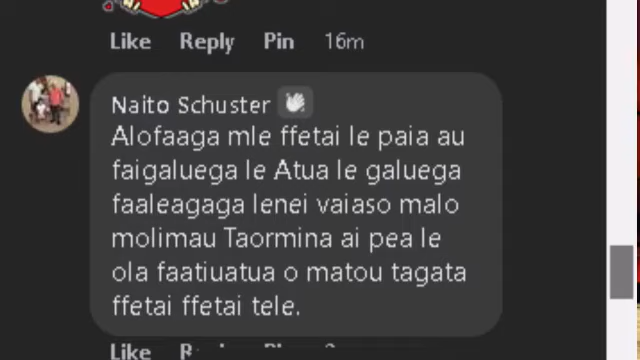 Like Reply Pin 16m
Naito Schuster
Alofaaga mle ffetai le paia au
faigaluega le Atua le galuega
faaleagaga lenei vaiaso malo
molimau Taormina ai pea le
ola faatiuatua o matou tagata
ffetai ffetai tele.
Like